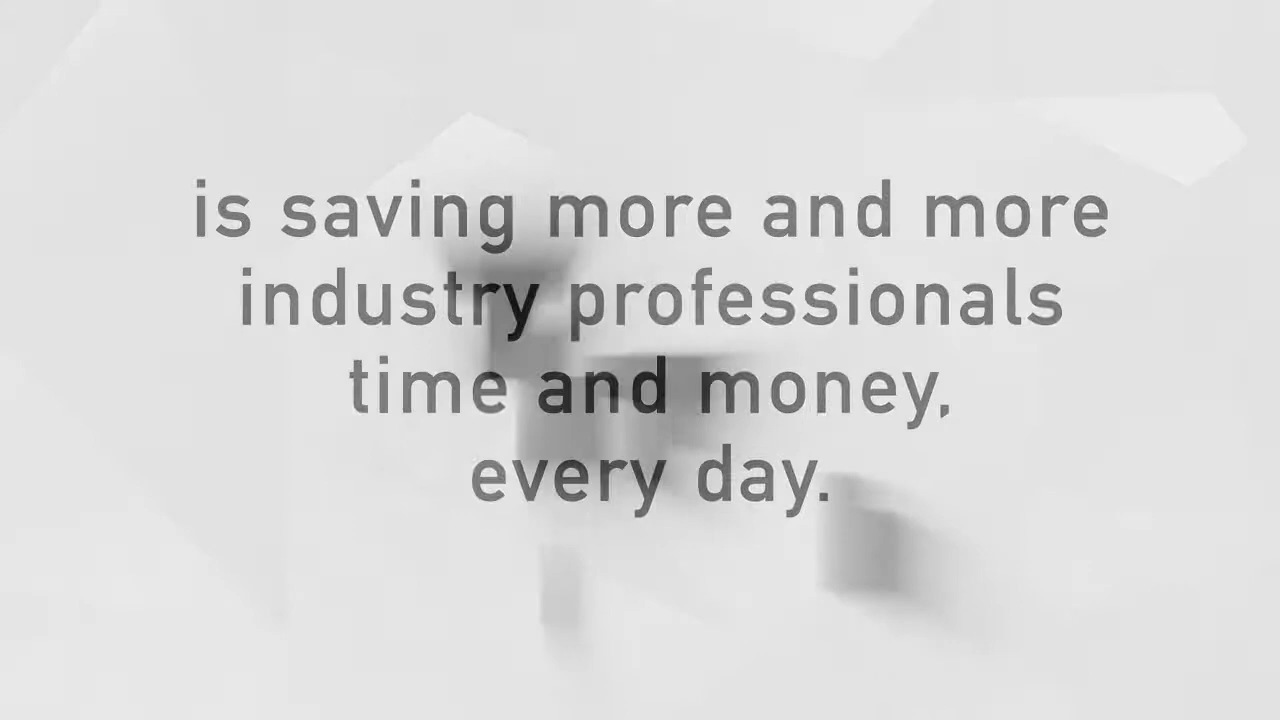 is saving more and more
industry professionals
time and money,
every day.